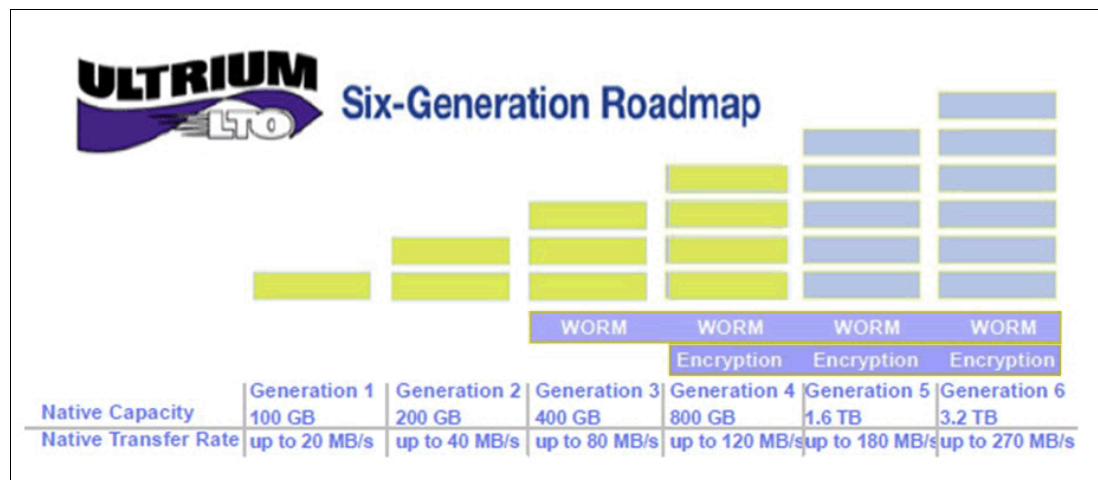 ULTRIUM
LTO
Six-Generation Roadmap
WORM WORM WORM WORM
Encryption Encryption Encryption
Generation 1 Generation 2 Generation 3 Generation 4 Generation 5 Generation 6
Native Capacity 100 GB 200 GB 400 GB 800 GB 1.6 TB 3.2 TB
Native Transfer Rate up to 20 MB/s up to 40 MB/s up to 80 MB/s up to 120 MB/s up to 180 MB/s up to 270 MB/s